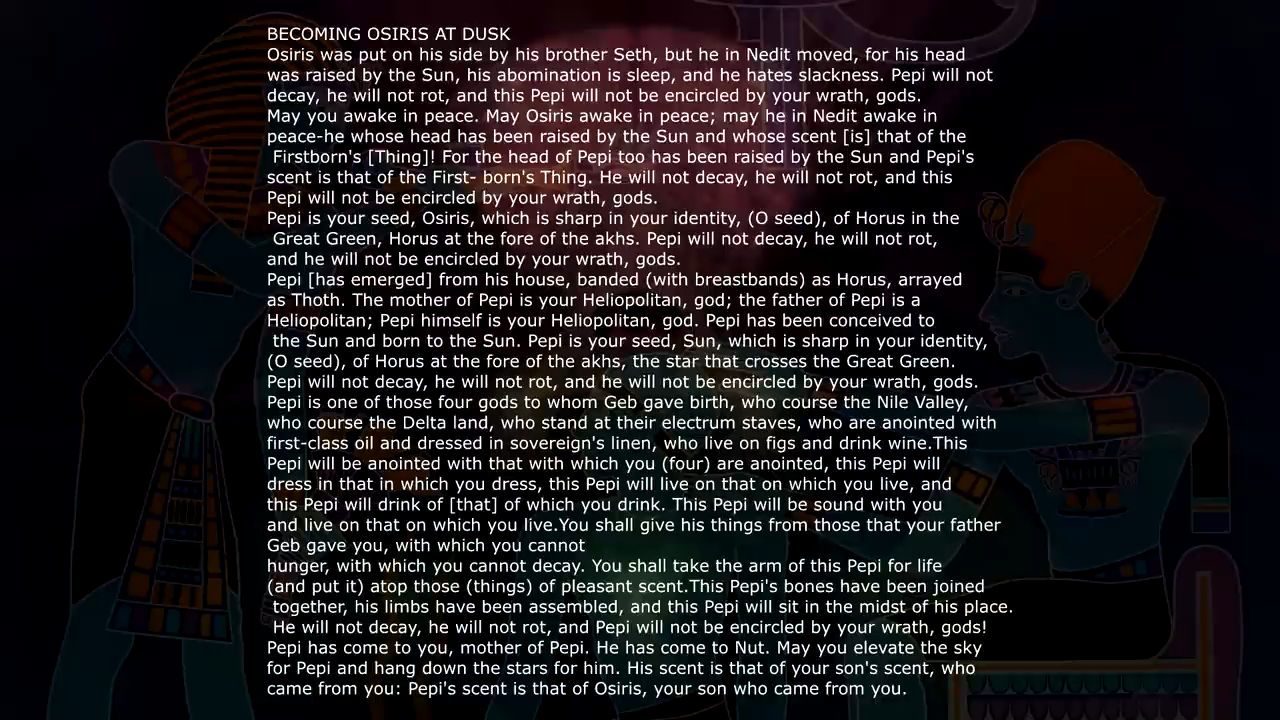 BECOMING OSIRIS AT DUSK
Osiris was put on his side by his brother Seth, but he in Nedit moved, for his head
was raised by the Sun, his abomination is sleep, and he hates slackness. Pepi will not
decay, he will not rot, and this Pepi will not be encircled by your wrath, gods.
May you awake in peace. May Osiris awake in peace; may he in Nedit awake in
peace-he whose head has been raised by the Sun and whose scent [is] that of the
Firstborn's [Thing]! For the head of Pepi too has been raised by the Sun and Pepi's
scent is that of the First- born's Thing. He will not decay, he will not rot, and this
Pepi will not be encircled by your wrath, gods.
Pepi is your seed, Osiris, which is sharp in your identity, (O seed), of Horus in the
Great Green, Horus at the fore of the akhs. Pepi will not decay, he will not rot,
and he will not be encircled by your wrath, gods.
Pepi [has emerged] from his house, banded (with breastbands) as Horus, arrayed
as Thoth. The mother of Pepi is your Heliopolitan, god; the father of Pepi is a
Heliopolitan; Pepi himself is your Heliopolitan, god. Pepi has been conceived to
the Sun and born to the Sun. Pepi is your seed, Sun, which is sharp in your identity,
(O seed), of Horus at the fore of the akhs, the star that crosses the Great Green.
Pepi will not decay, he will not rot, and he will not be encircled by your wrath, gods.
Pepi is one of those four gods to whom Geb gave birth, who course the Nile Valley,
who course the Delta land, who stand at their electrum staves, who are anointed with
first-class oil and dressed in sovereign's linen, who live on figs and drink wine.This
Pepi will be anointed with that with which you (four) are anointed, this Pepi will
dress in that in which you dress, this Pepi will live on that on which you live, and
this Pepi will drink of [that] of which you drink. This Pepi will be sound with you
and live on that on which you live.You shall give his things from those that your father
Geb gave you, with which you cannot
hunger, with which you cannot decay. You shall take the arm of this Pepi for life
(and put it) atop those (things) of pleasant scent.This Pepi's bones have been joined
together, his limbs have been assembled, and this Pepi will sit in the midst of his place.
He will not decay, he will not rot, and Pepi will not be encircled by your wrath, gods!
Pepi has come to you, mother of Pepi. He has come to Nut. May you elevate the sky
for Pepi and hang down the stars for him. His scent is that of your son's scent, who
came from you: Pepi's scent is that of Osiris, your son who came from you.